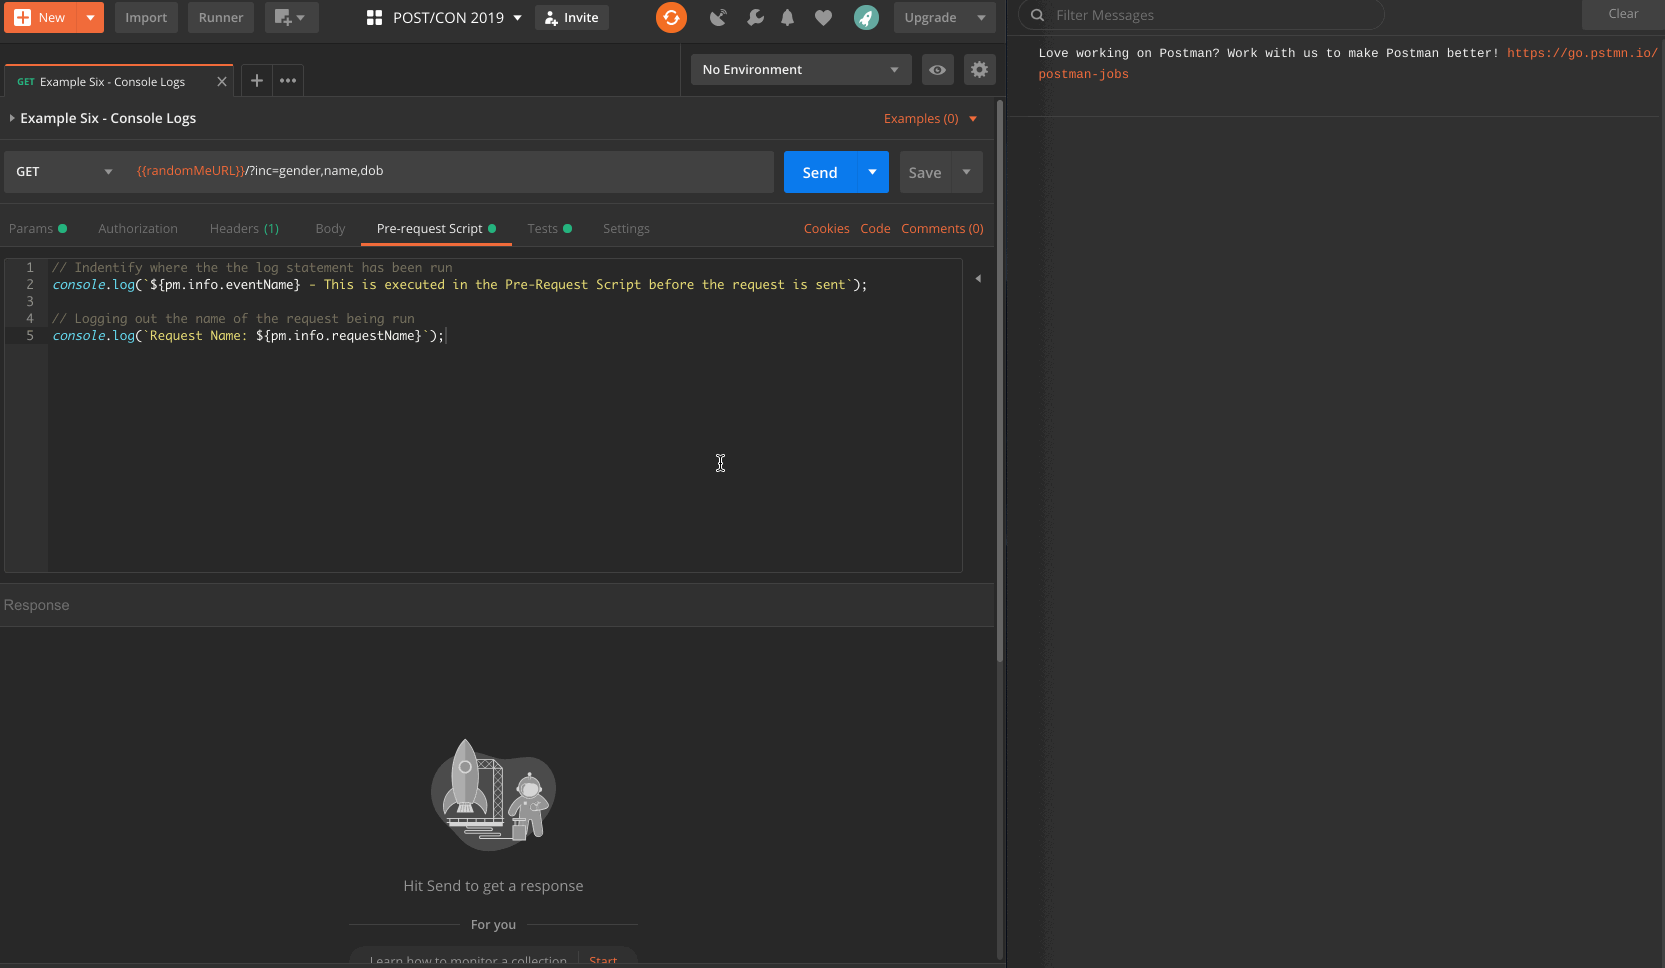 New Import Runner POST/CON 2019 Invite Upgrade
GET Example Six - Console Logs
No Environment
Example Six - Console Logs Examples (0)
GET {{randomMeURL}}/?inc=gender,name,dob Send Save
Params Authorization Headers (1) Body Pre-request Script Tests Settings Cookies Code Comments (0)
1 // Indentify where the the log statement has been run
2 console.log(`${pm.info.eventName} - This is executed in the Pre-Request Script before the request is sent`);
3
4 // Logging out the name of the request being run
5 console.log(`Request Name: ${pm.info.requestName}`);
Response
Hit Send to get a response
For you
Learn how to monitor a collection Start
Filter Messages Clear
Love working on Postman? Work with us to make Postman better! https://go.pstmn.io/
postman-jobs